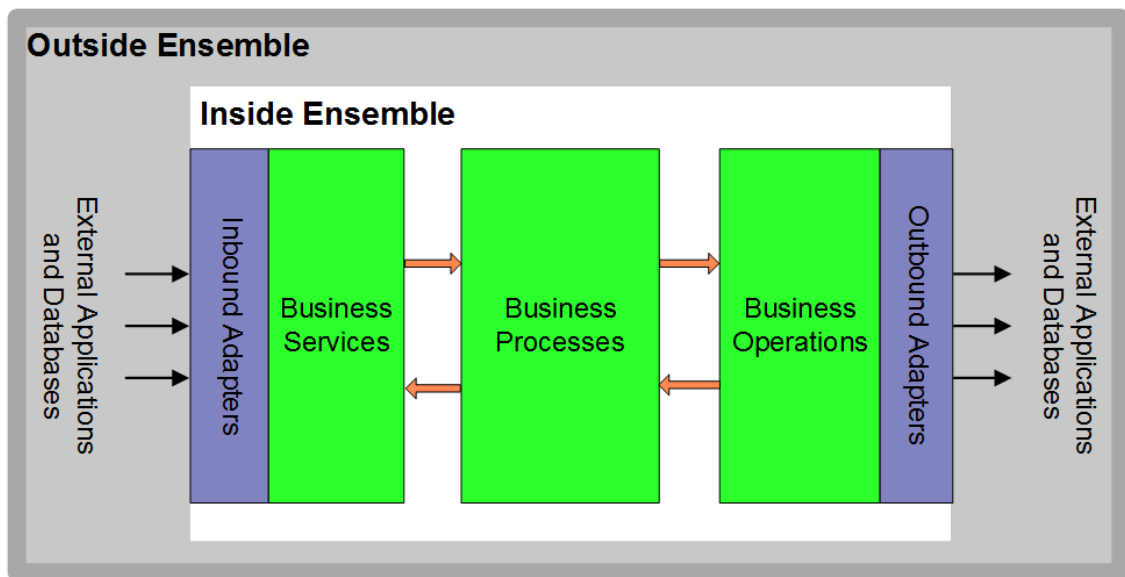 Outside Ensemble
Inside Ensemble
External Applications
and Databases
Inbound Adapters
Business
Services
Business
Processes
Business
Operations
Outbound Adapters
External Applications
and Databases